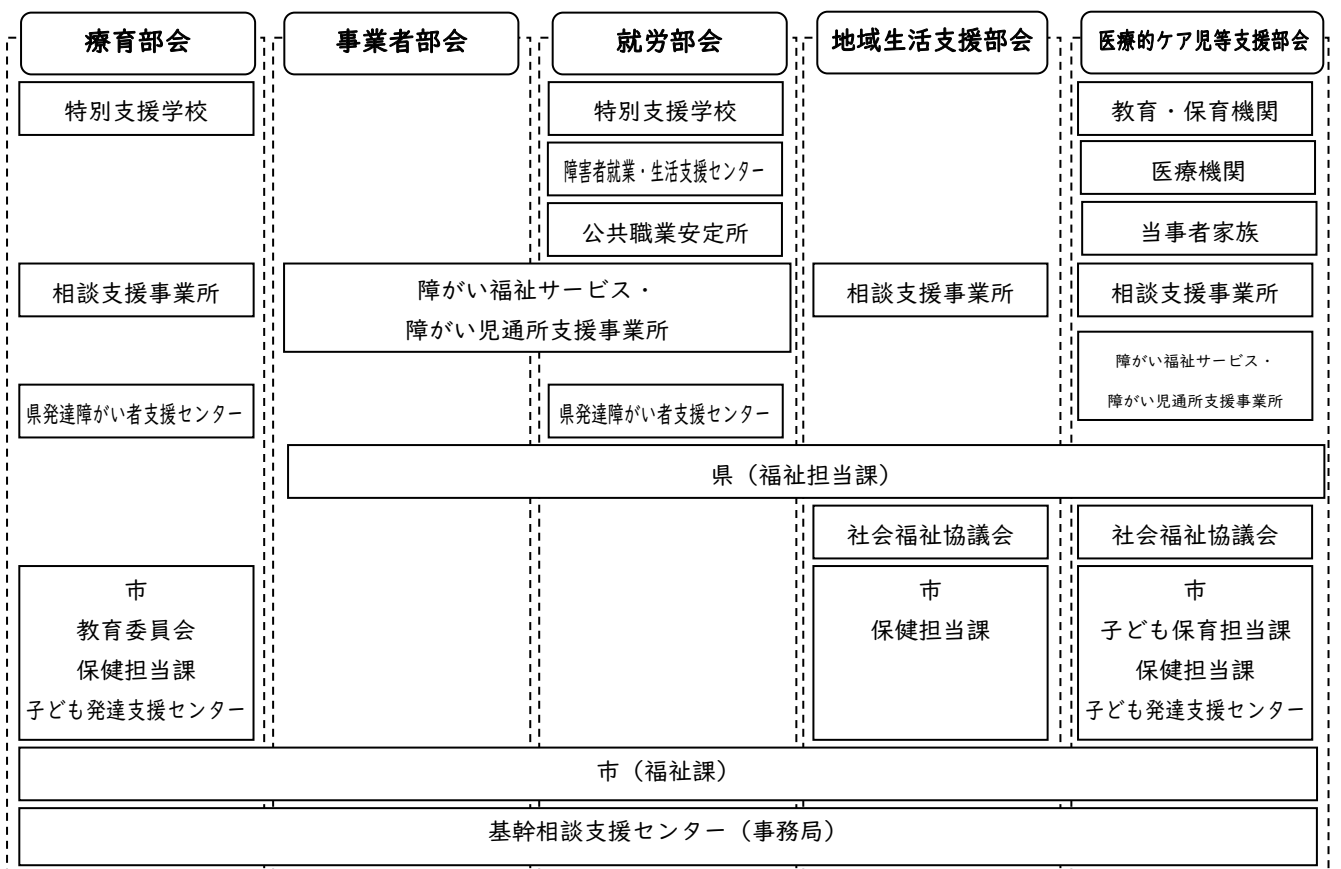 療育部会
事業者部会
就労部会
地域生活支援部会
医療的ケア児等支援部会
特別支援学校
特別支援学校
教育・保育機関
障害者就業・生活支援センター
医療機関
公共職業安定所
当事者家族
相談支援事業所
障がい福祉サービス・
障がい児通所支援事業所
相談支援事業所
相談支援事業所
障がい福祉サービス・
障がい児通所支援事業所
県発達障がい者支援センター
県発達障がい者支援センター
県（福祉担当課）
社会福祉協議会
社会福祉協議会
市
教育委員会
保健担当課
子ども発達支援センター
市
保健担当課
市
子ども保育担当課
保健担当課
子ども発達支援センター
市（福祉課）
基幹相談支援センター（事務局）